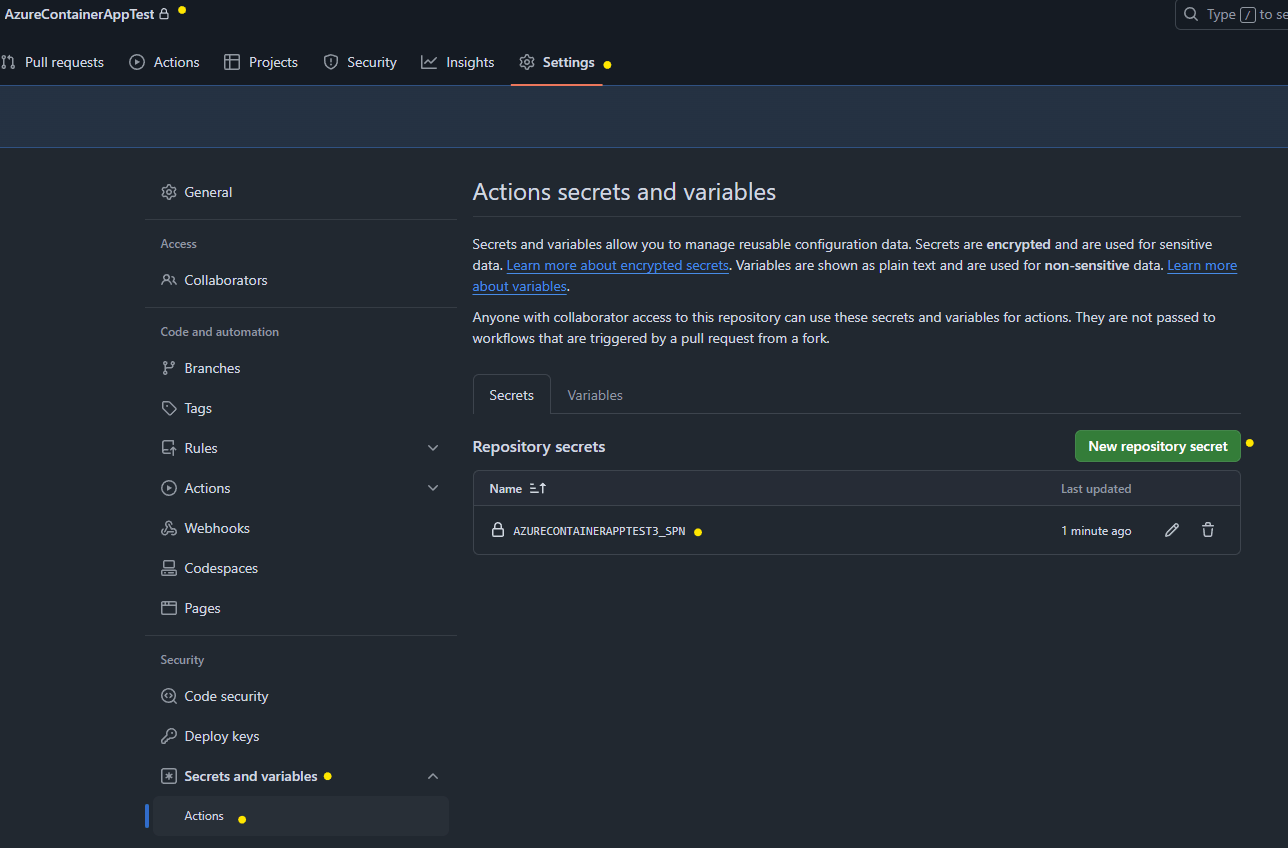 AzureContainerAppTest
Type / to se
Pull requests
Actions
Projects
Security
Insights
Settings
General
Access
Collaborators
Code and automation
Branches
Tags
Rules
Actions
Webhooks
Codespaces
Pages
Security
Code security
Deploy keys
Secrets and variables
Actions
Actions secrets and variables
Secrets and variables allow you to manage reusable configuration data. Secrets are encrypted and are used for sensitive
data. Learn more about encrypted secrets. Variables are shown as plain text and are used for non-sensitive data. Learn more
about variables.
Anyone with collaborator access to this repository can use these secrets and variables for actions. They are not passed to
workflows that are triggered by a pull request from a fork.
Secrets
Variables
Repository secrets
New repository secret
Name
Last updated
AZURECONTAINERAPPTEST3_SPN
1 minute ago